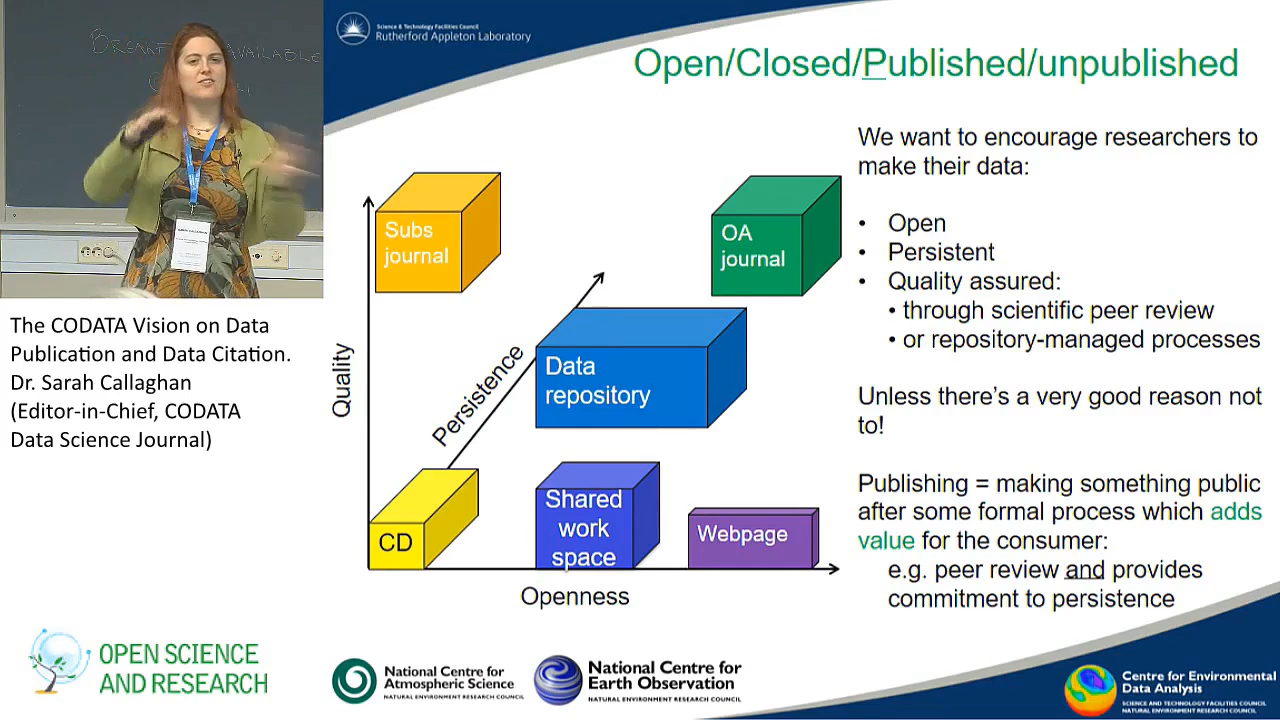 BREAKFAST AVAILABLE
SARAH CALLAGHAN
The CODATA Vision on Data
Publication and Data Citation.
Dr. Sarah Callaghan
(Editor-in-Chief, CODATA
Data Science Journal)
OPEN SCIENCE
AND RESEARCH
Science & Technology Facilities Council
Rutherford Appleton Laboratory
Open/Closed/Published/unpublished
Quality
Persistence
Openness
Subs
journal
OA
journal
Data
repository
CD
Shared
work
space
Webpage
We want to encourage researchers to
make their data:
• Open
• Persistent
• Quality assured:
• through scientific peer review
• or repository-managed processes
Unless there's a very good reason not
to!
Publishing = making something public
after some formal process which adds
value for the consumer:
e.g. peer review and provides
commitment to persistence
National Centre for
Atmospheric Science
NATURAL ENVIRONMENT RESEARCH COUNCIL
National Centre for
Earth Observation
NATURAL ENVIRONMENT RESEARCH COUNCIL
Centre for Environmental
Data Analysis
SCIENCE AND TECHNOLOGY FACILITIES COUNCIL
NATURAL ENVIRONMENT RESEARCH COUNCIL